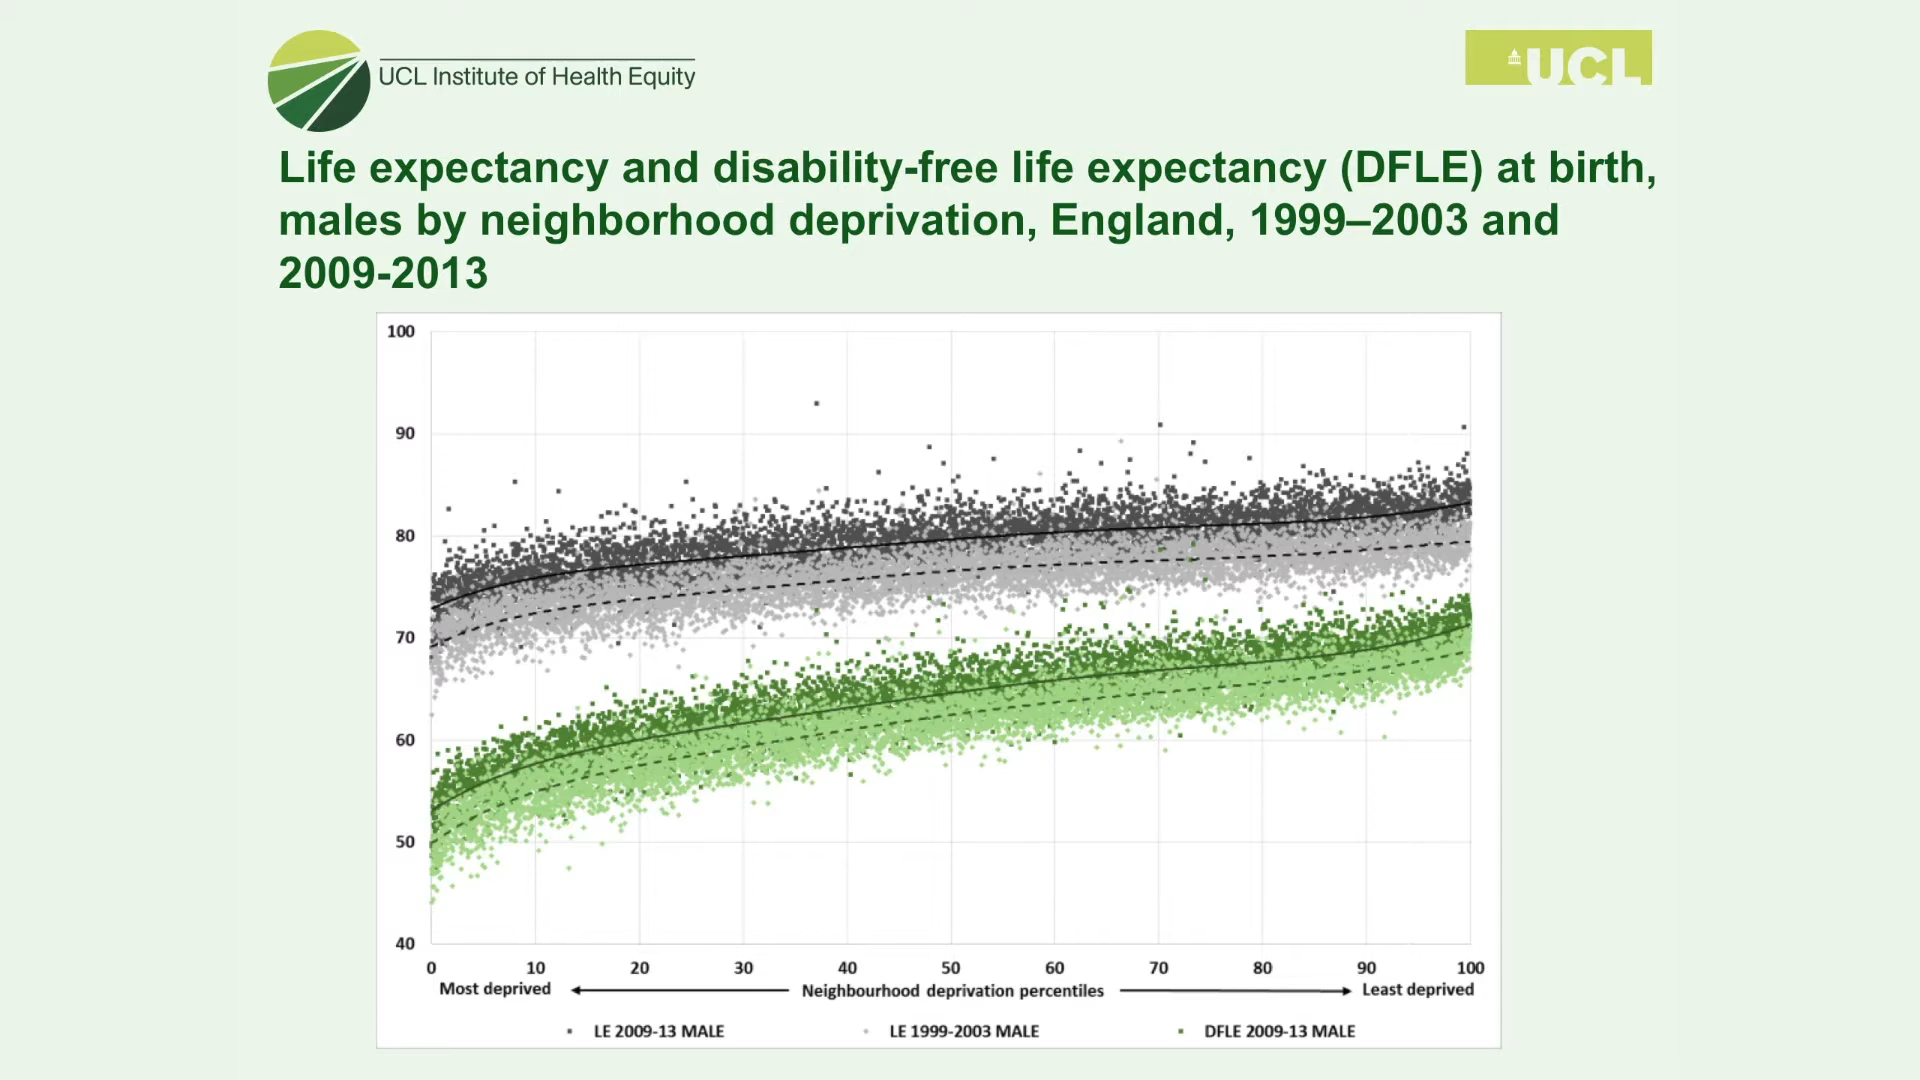 UCL Institute of Health Equity
UCL
Life expectancy and disability-free life expectancy (DFLE) at birth,
males by neighborhood deprivation, England, 1999–2003 and
2009-2013
100
90
80
70
60
50
40
0 10 20 30 40 50 60 70 80 90 100
Most deprived Neighbourhood deprivation percentiles Least deprived
LE 2009-13 MALE LE 1999-2003 MALE DFLE 2009-13 MALE